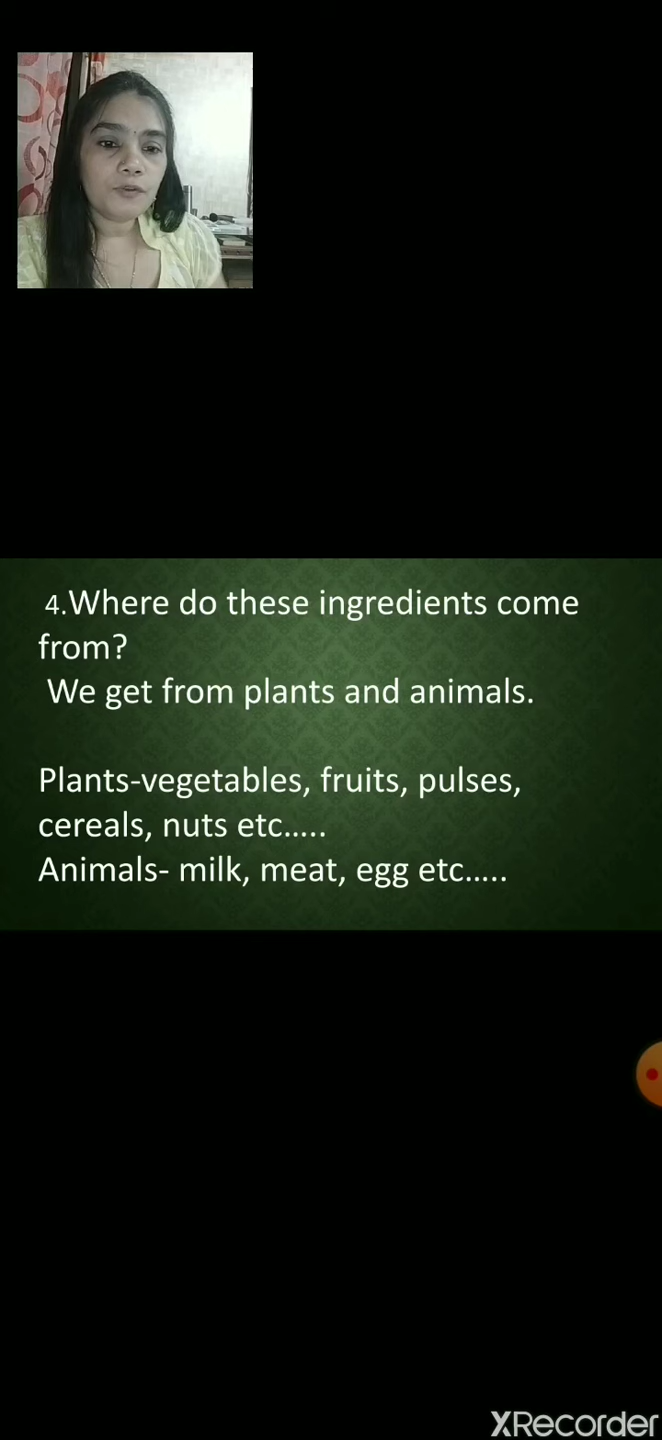 4.Where do these ingredients come
from?
We get from plants and animals.
Plants-vegetables, fruits, pulses,
cereals, nuts etc.....
Animals- milk, meat, egg etc.....
XRecorder